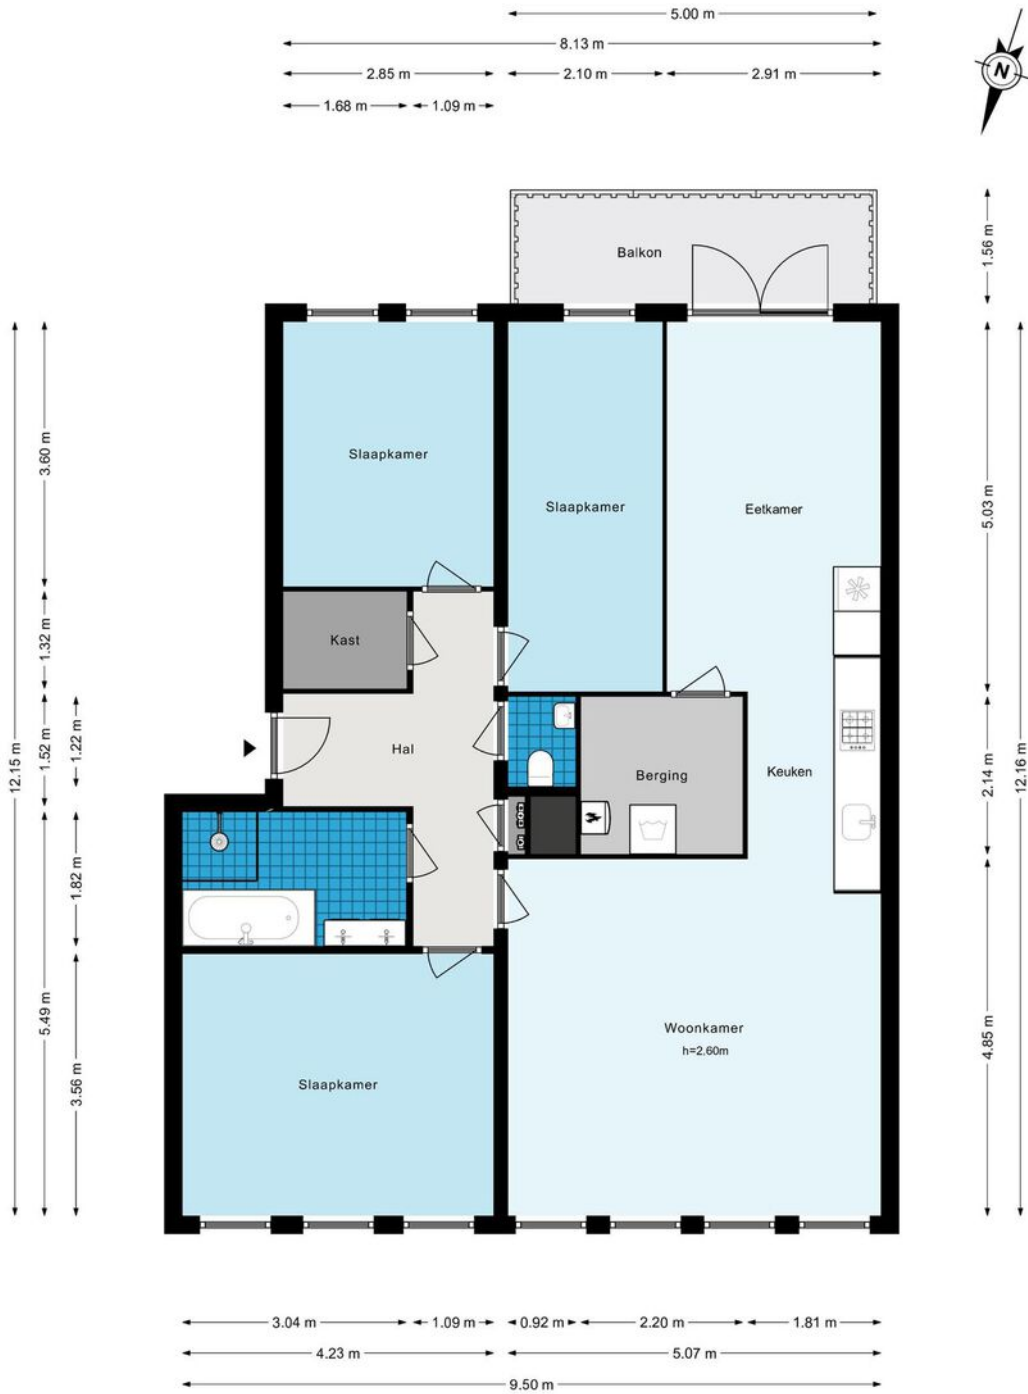 5.00 m
8.13 m
2.85 m
2.10 m
2.91 m
1.68 m
1.09 m
N
1.56 m
Balkon
3.60 m
Slaapkamer
Slaapkamer
Eetkamer
5.03 m
1.32 m
Kast
12.15 m
1.52 m
1.22 m
Hal
Berging
Keuken
2.14 m
12.16 m
1.82 m
5.49 m
3.56 m
Slaapkamer
Woonkamer
h=2.60m
4.85 m
3.04 m
1.09 m
0.92 m
2.20 m
1.81 m
4.23 m
5.07 m
9.50 m